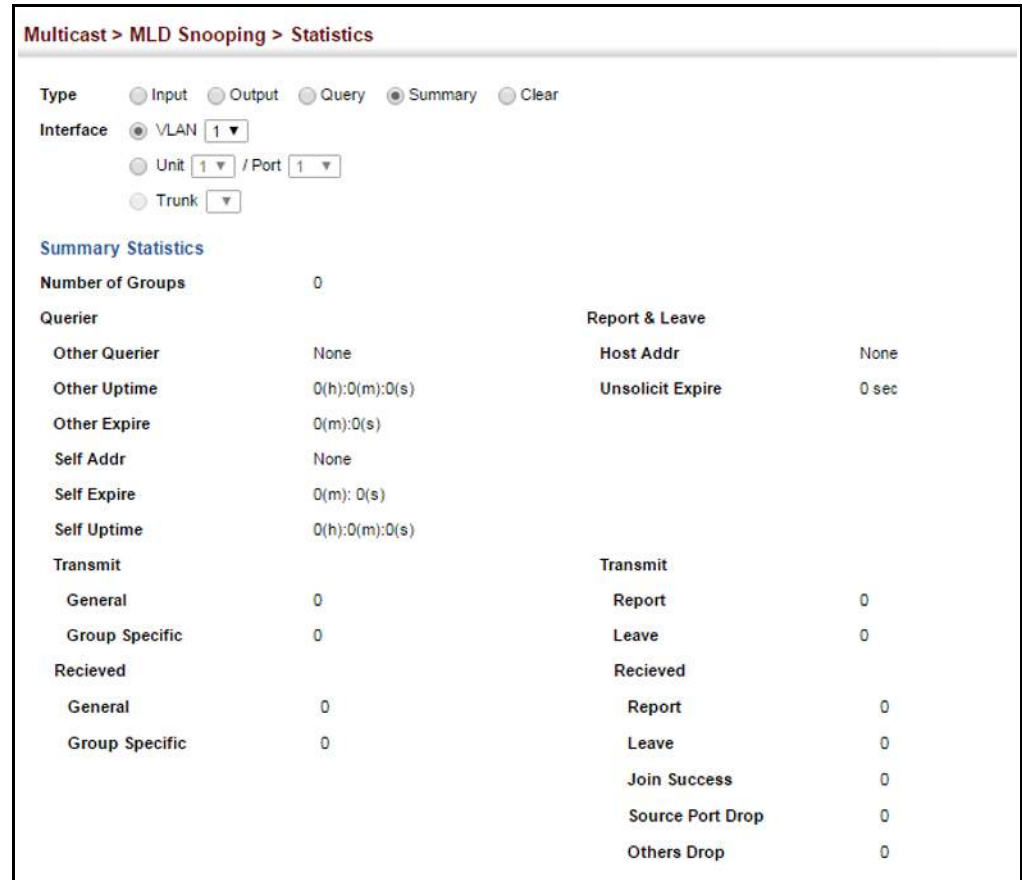 Multicast > MLD Snooping > Statistics
Type Input Output Query Summary Clear
Interface VLAN 1
Unit 1 / Port 1
Trunk
Summary Statistics
Number of Groups 0
Querier Report & Leave
Other Querier None Host Addr None
Other Uptime 0(h):0(m):0(s) Unsolicit Expire 0 sec
Other Expire 0(m):0(s)
Self Addr None
Self Expire 0(m): 0(s)
Self Uptime 0(h):0(m):0(s)
Transmit Transmit
General 0 Report 0
Group Specific 0 Leave 0
Recieved Recieved
General 0 Report 0
Group Specific 0 Leave 0
Join Success 0
Source Port Drop 0
Others Drop 0